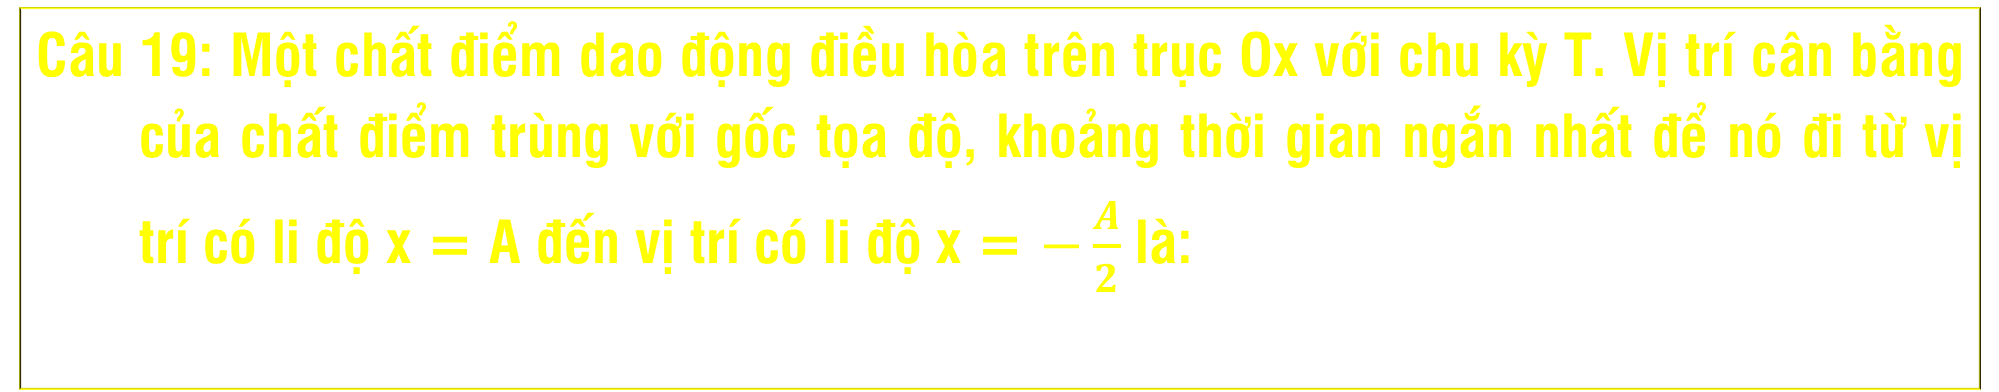 Câu 19: Một chất điểm dao động điều hòa trên trục Ox với chu kỳ T. Vị trí cân bằng
của chất điểm trùng với gốc tọa độ, khoảng thời gian ngắn nhất để nó đi từ vị
trí có li độ x = A đến vị trí có li độ x = −A/2 là: